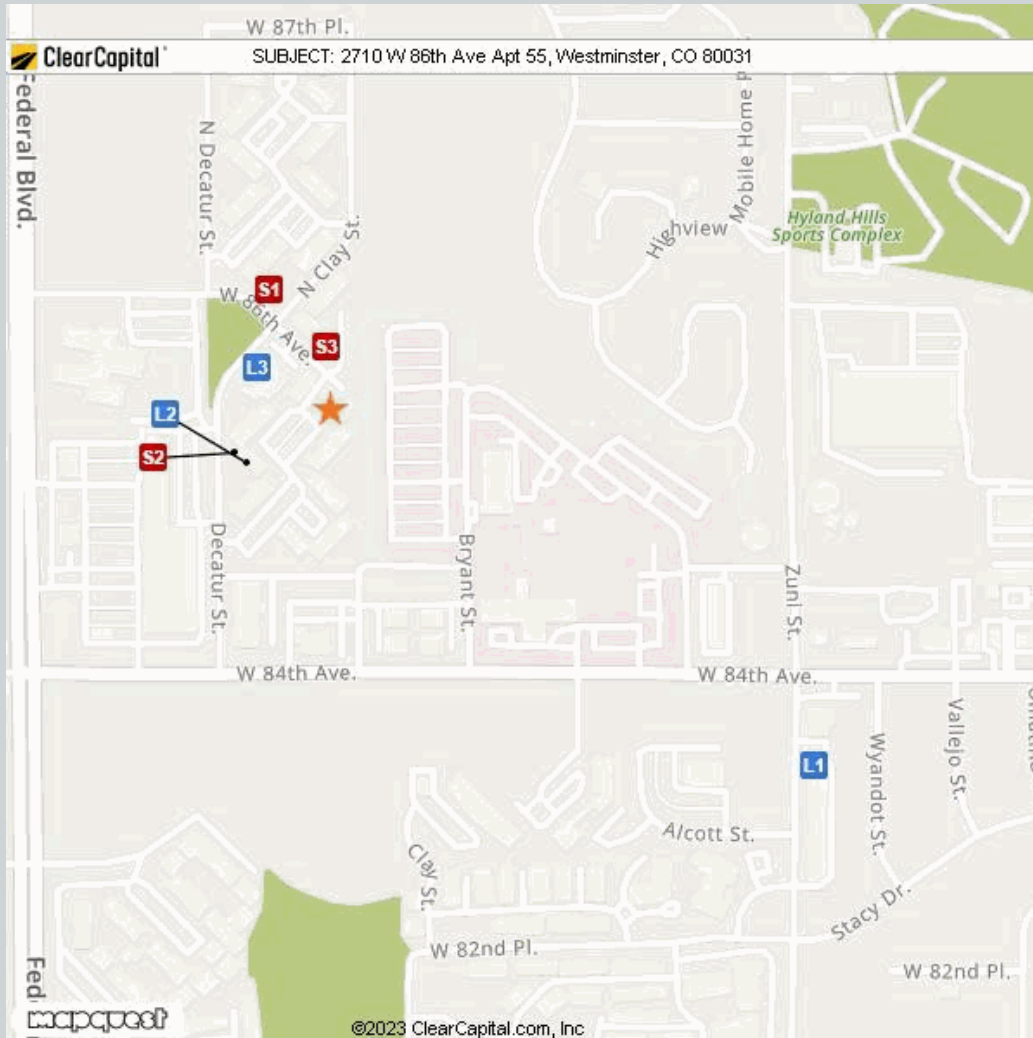 W 87th Pl.
ClearCapital
SUBJECT: 2710 W 86th Ave Apt 55, Westminster, CO 80031
Federal Blvd.
N Decatur St.
N Clay St.
Mobile Home
Highview
Hyland Hills
Sports Complex
S1
W 86th Ave.
S3
L3
L2
S2
Decatur St.
Bryant St.
Zuni St.
W 84th Ave.
W 84th Ave.
L1
Vallejo St.
Wyandot St.
Alcott St.
Clay St.
Stacy Dr.
W 82nd Pl.
W 82nd Pl.
Fed
mapquest
©2023 ClearCapital.com, Inc